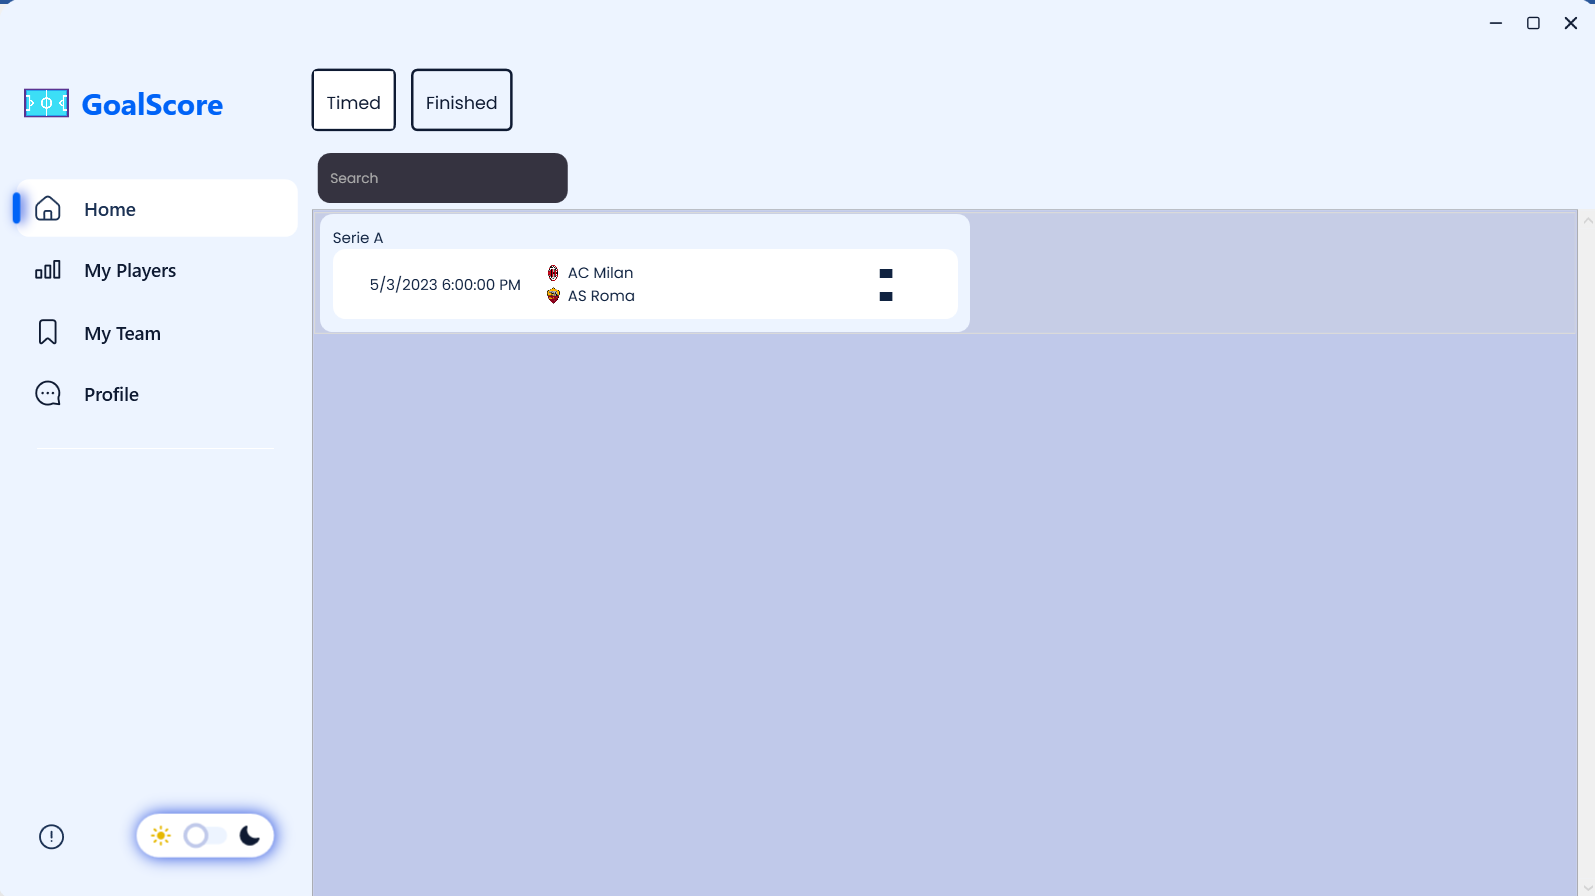 GoalScore
Home
My Players
My Team
Profile
Timed
Finished
Search
Serie A
5/3/2023 6:00:00 PM
AC Milan
AS Roma